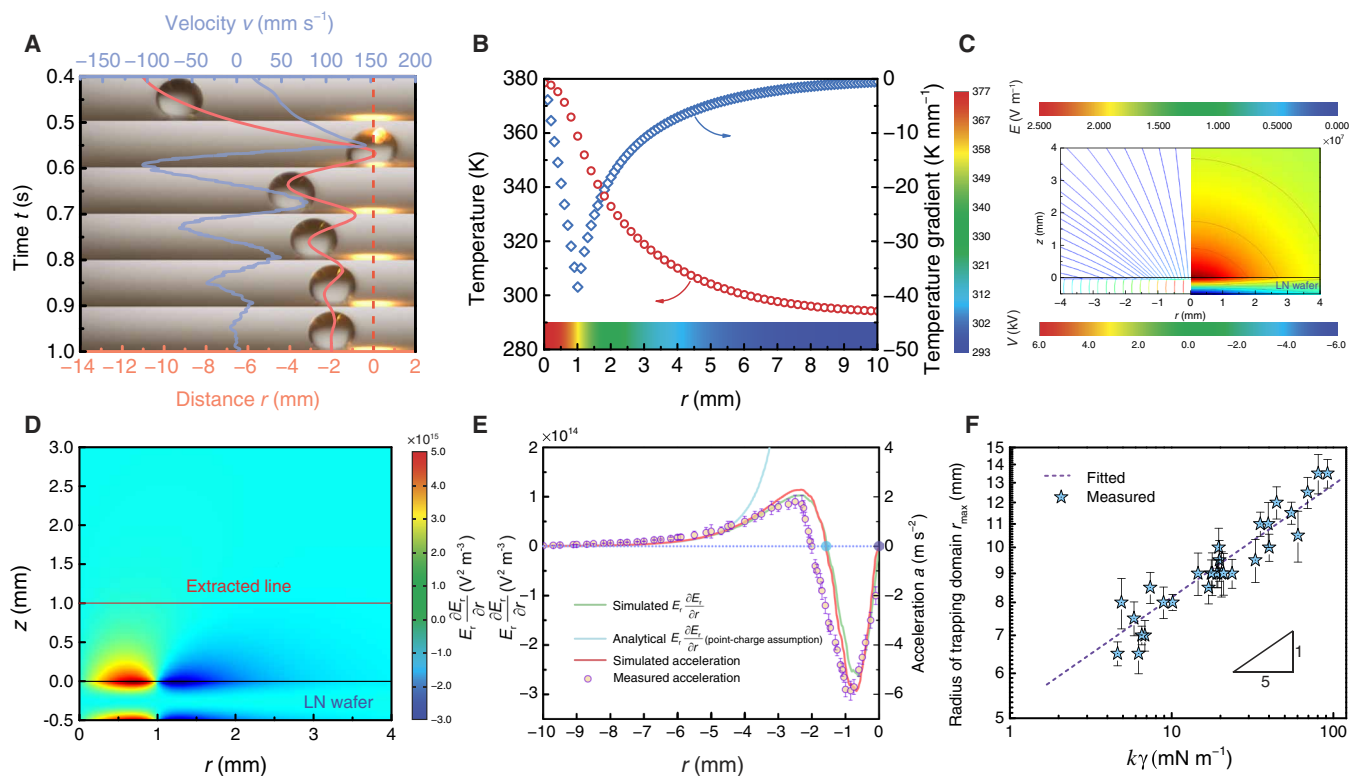 A
Velocity v (mm s⁻¹)
−150 −100 −50 0 50 100 150 200
0.4
0.5
0.6
0.7
0.8
0.9
1.0
Time t (s)
−14 −12 −10 −8 −6 −4 −2 0 2
Distance r (mm)
B
380
360
340
320
300
280
Temperature (K)
0
−10
−20
−30
−40
−50
Temperature gradient (K mm⁻¹)
0 1 2 3 4 5 6 7 8 9 10
r (mm)
377
367
358
349
339
330
321
312
302
293
C
E (V m⁻¹)
2.500 2.000 1.500 1.000 0.5000 0.000
×10⁷
4
3
2
1
0
z (mm)
LN wafer
−4 −3 −2 −1 0 1 2 3 4
r (mm)
V (kV)
6.0 4.0 2.0 0.0 −2.0 −4.0 −6.0
D
3.0
2.5
2.0
1.5
1.0
0.5
0.0
-0.5
z (mm)
Extracted line
LN wafer
0 1 2 3 4
r (mm)
×10¹⁵
5.0
4.0
3.0
2.0
1.0
0.0
−1.0
−2.0
−3.0
E_r ∂E_r/∂r (V² m⁻³)
E
×10¹⁴
2
1
0
−1
−2
−3
E_r ∂E_r/∂r (V² m⁻³)
4
2
0
−2
−4
−6
Acceleration a (m s⁻²)
Simulated E_r ∂E_r/∂r
Analytical E_r ∂E_r/∂r (point-charge assumption)
Simulated acceleration
Measured acceleration
−10 −9 −8 −7 −6 −5 −4 −3 −2 −1 0
r (mm)
F
15
14
13
12
11
10
9
8
7
6
5
Radius of trapping domain r_max (mm)
Fitted
Measured
1
5
1 10 100
kγ (mN m⁻¹)